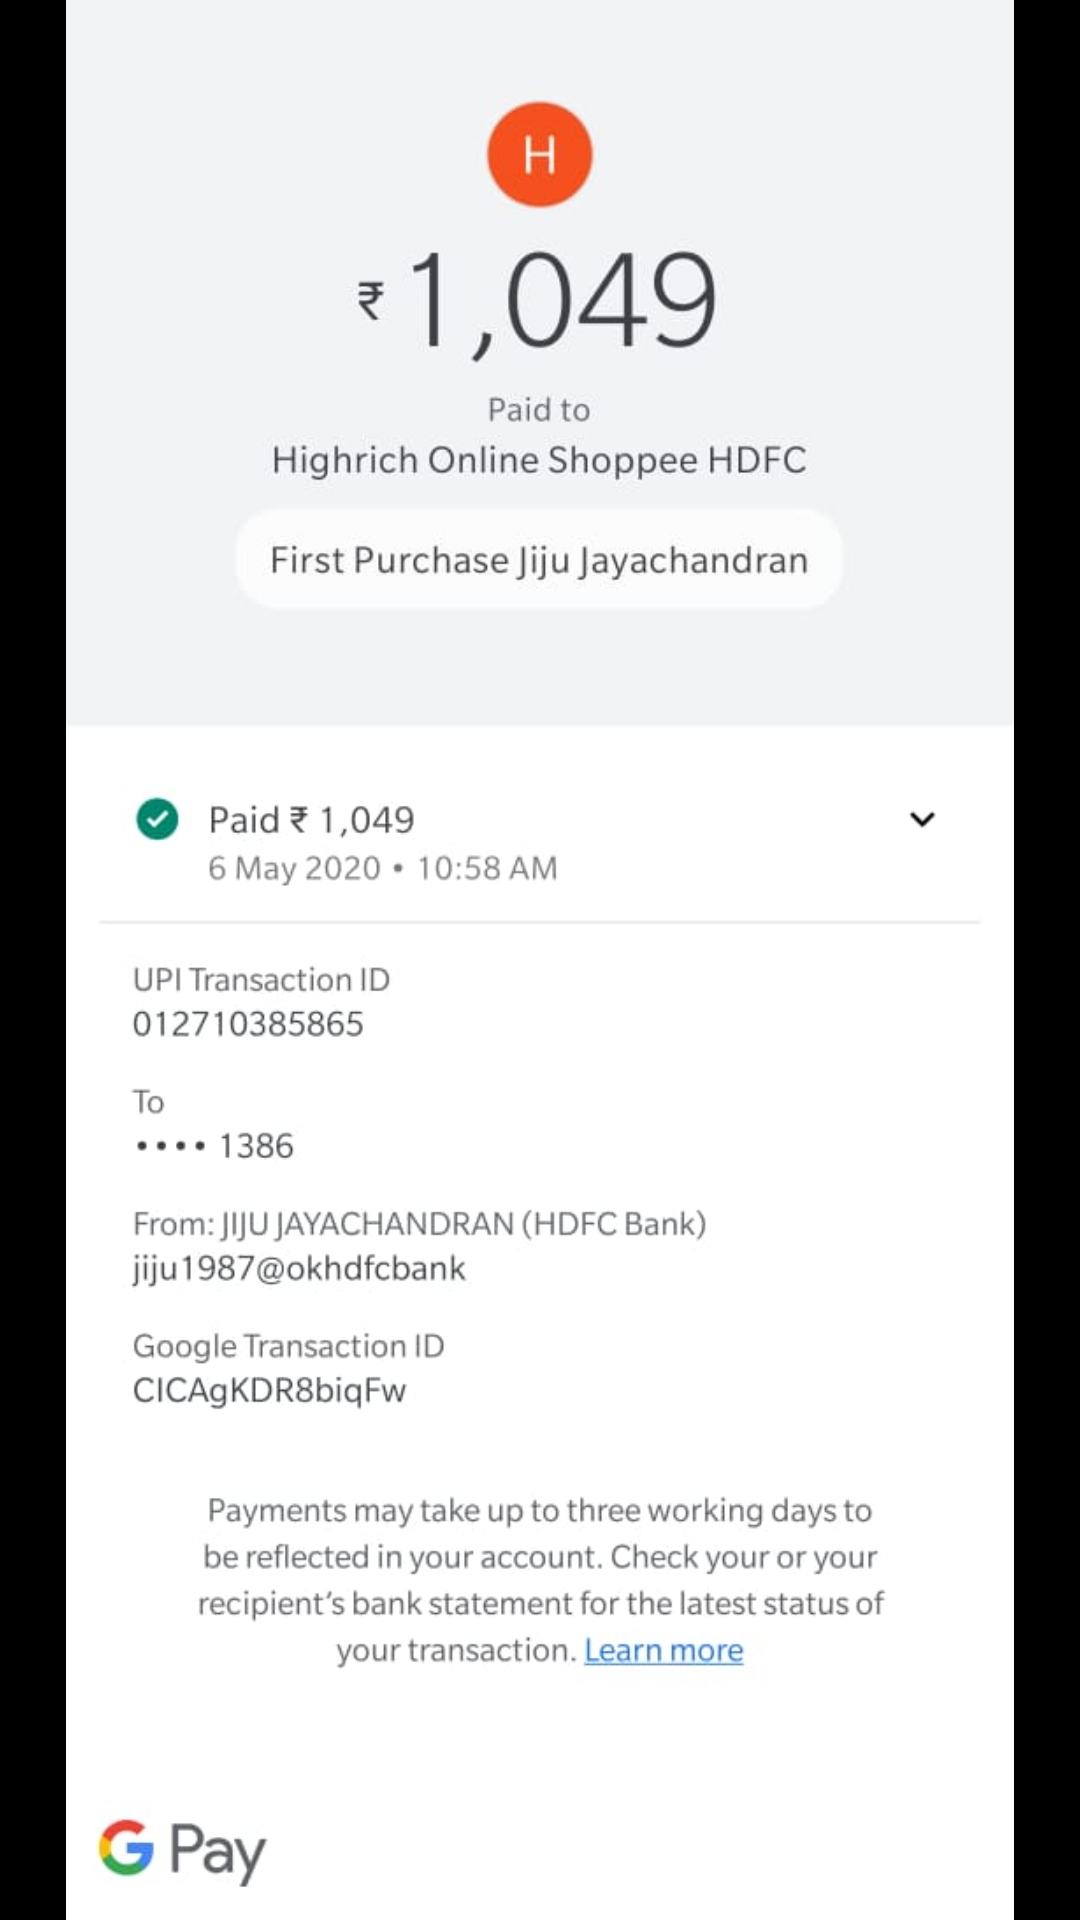 H
₹1,049
Paid to
Highrich Online Shoppee HDFC
First Purchase Jiju Jayachandran
Paid ₹ 1,049
6 May 2020 • 10:58 AM
UPI Transaction ID
012710385865
To
•••• 1386
From: JIJU JAYACHANDRAN (HDFC Bank)
jiju1987@okhdfcbank
Google Transaction ID
CICAgKDR8biqFw
Payments may take up to three working days to
be reflected in your account. Check your or your
recipient’s bank statement for the latest status of
your transaction. Learn more
G Pay